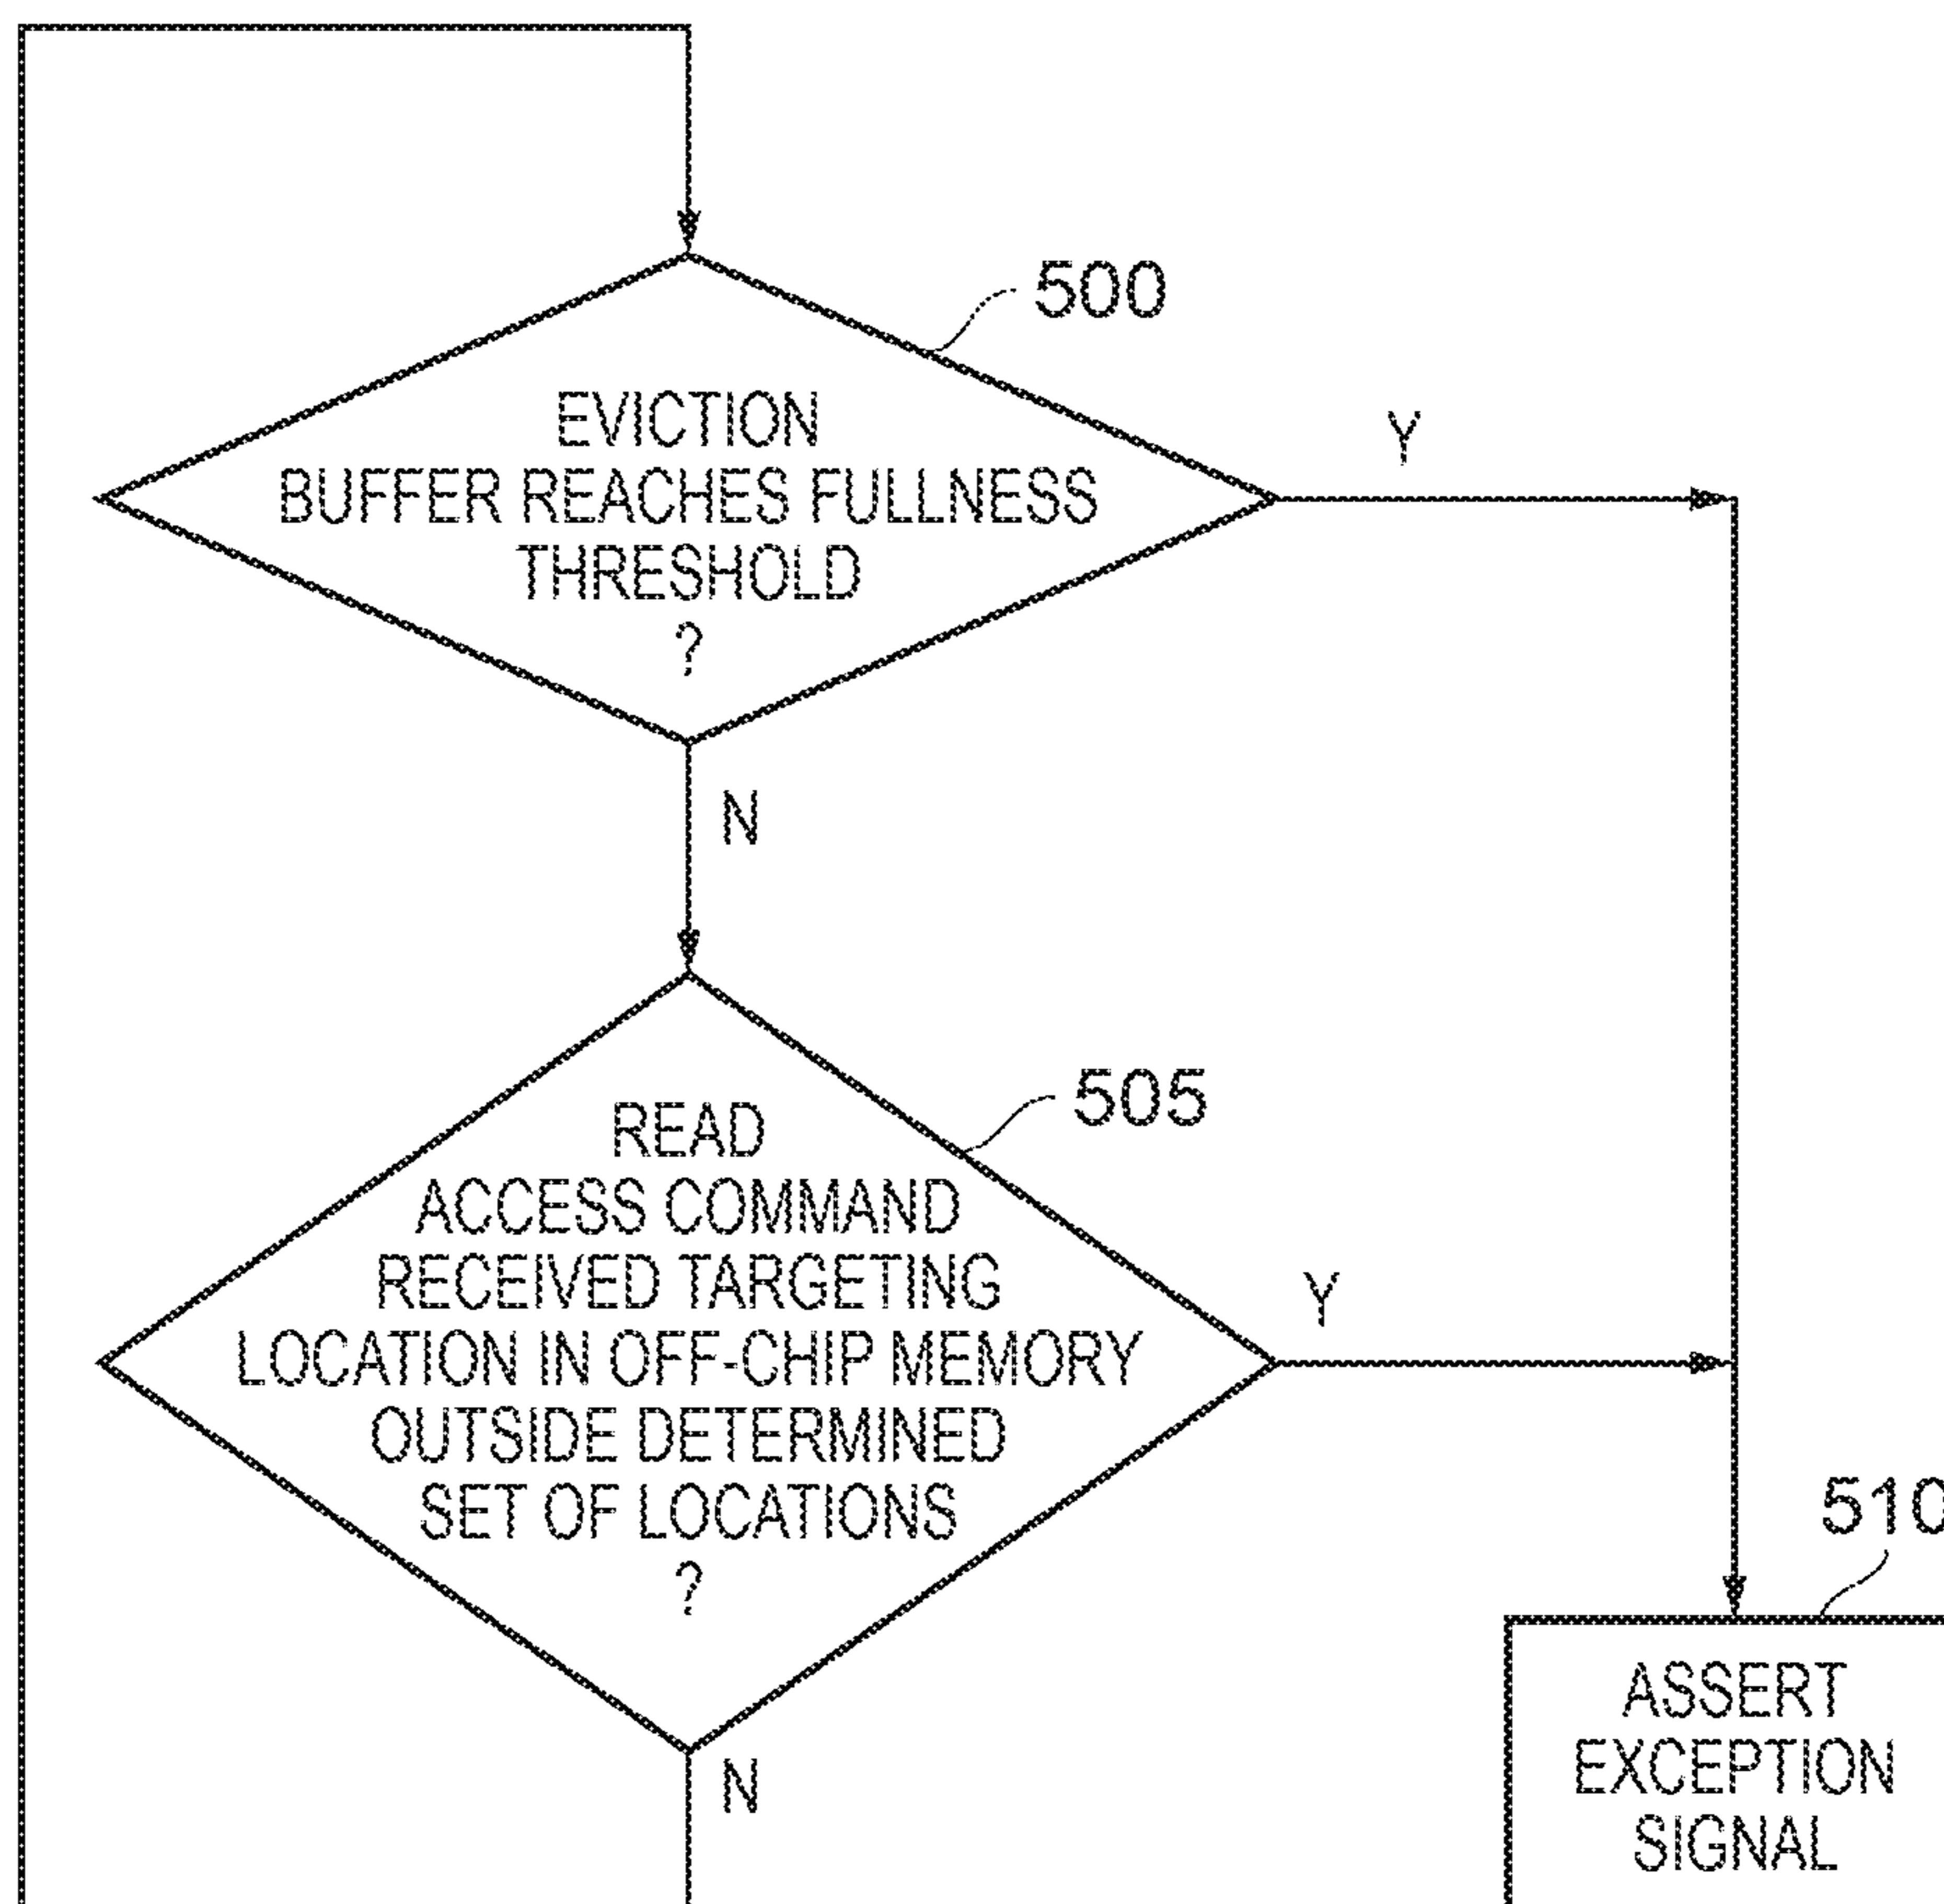 500
EVICTION
BUFFER REACHES FULLNESS
THRESHOLD
?
Y
N
505
READ
ACCESS COMMAND
RECEIVED TARGETING
LOCATION IN OFF-CHIP MEMORY
OUTSIDE DETERMINED
SET OF LOCATIONS
?
Y
N
510
ASSERT
EXCEPTION
SIGNAL